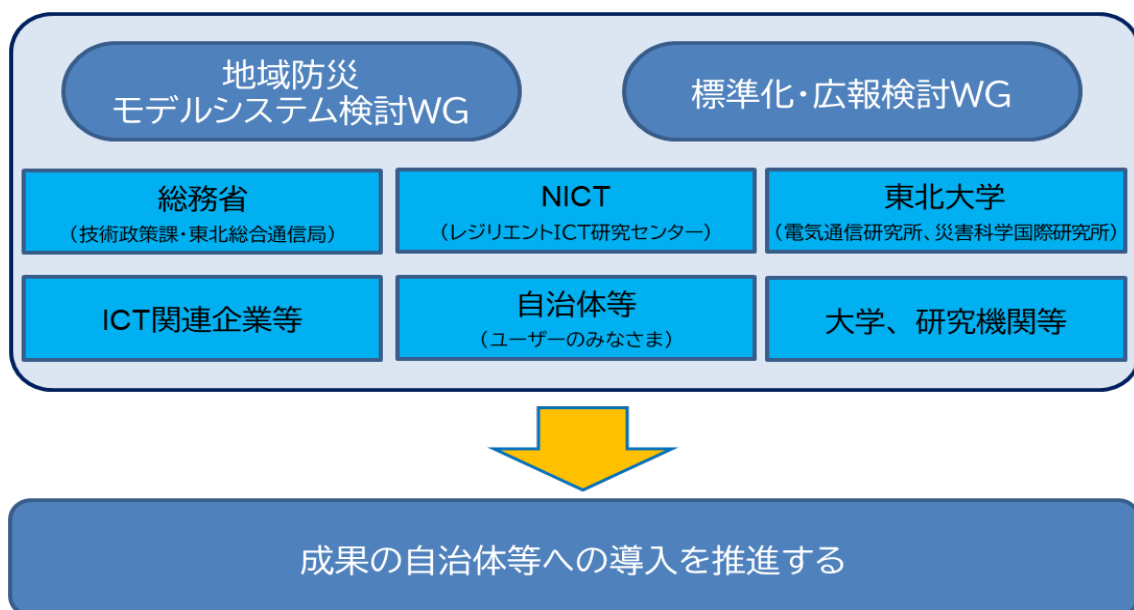 地域防災
モデルシステム検討WG
標準化・広報検討WG
総務省
（技術政策課・東北総合通信局）
NICT
（レジリエントICT研究センター）
東北大学
（電気通信研究所、災害科学国際研究所）
ICT関連企業等
自治体等
（ユーザーのみなさま）
大学、研究機関等
成果の自治体等への導入を推進する